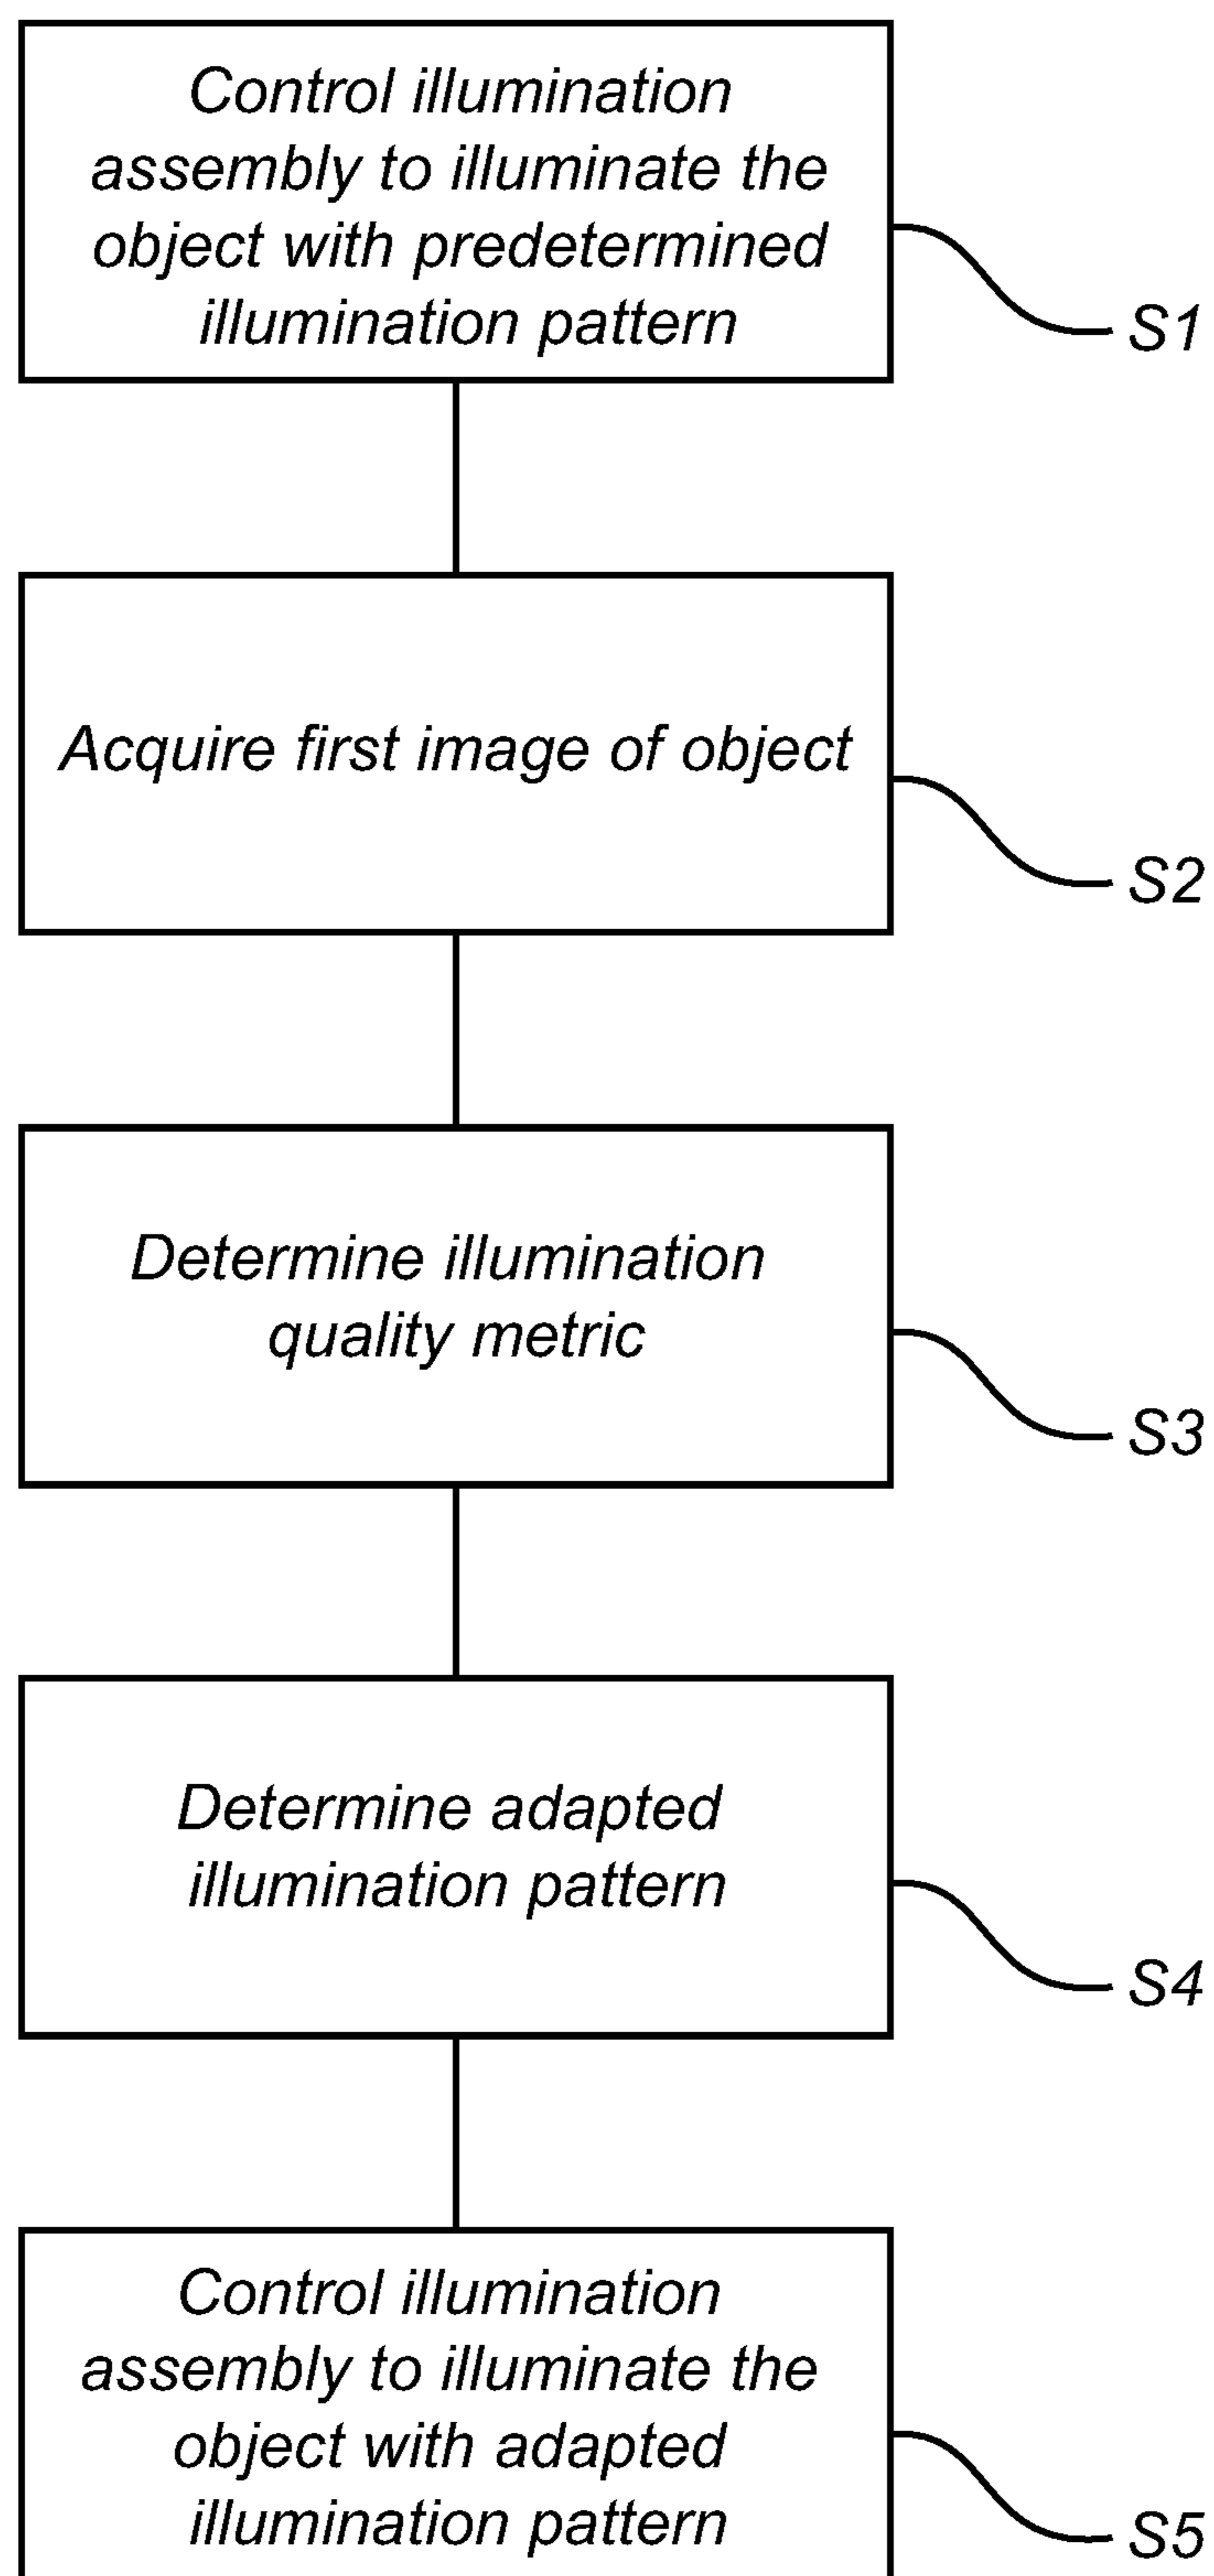 Control illumination
assembly to illuminate the
object with predetermined
illumination pattern
S1
Acquire first image of object
S2
Determine illumination
quality metric
S3
Determine adapted
illumination pattern
S4
Control illumination
assembly to illuminate the
object with adapted
illumination pattern
S5